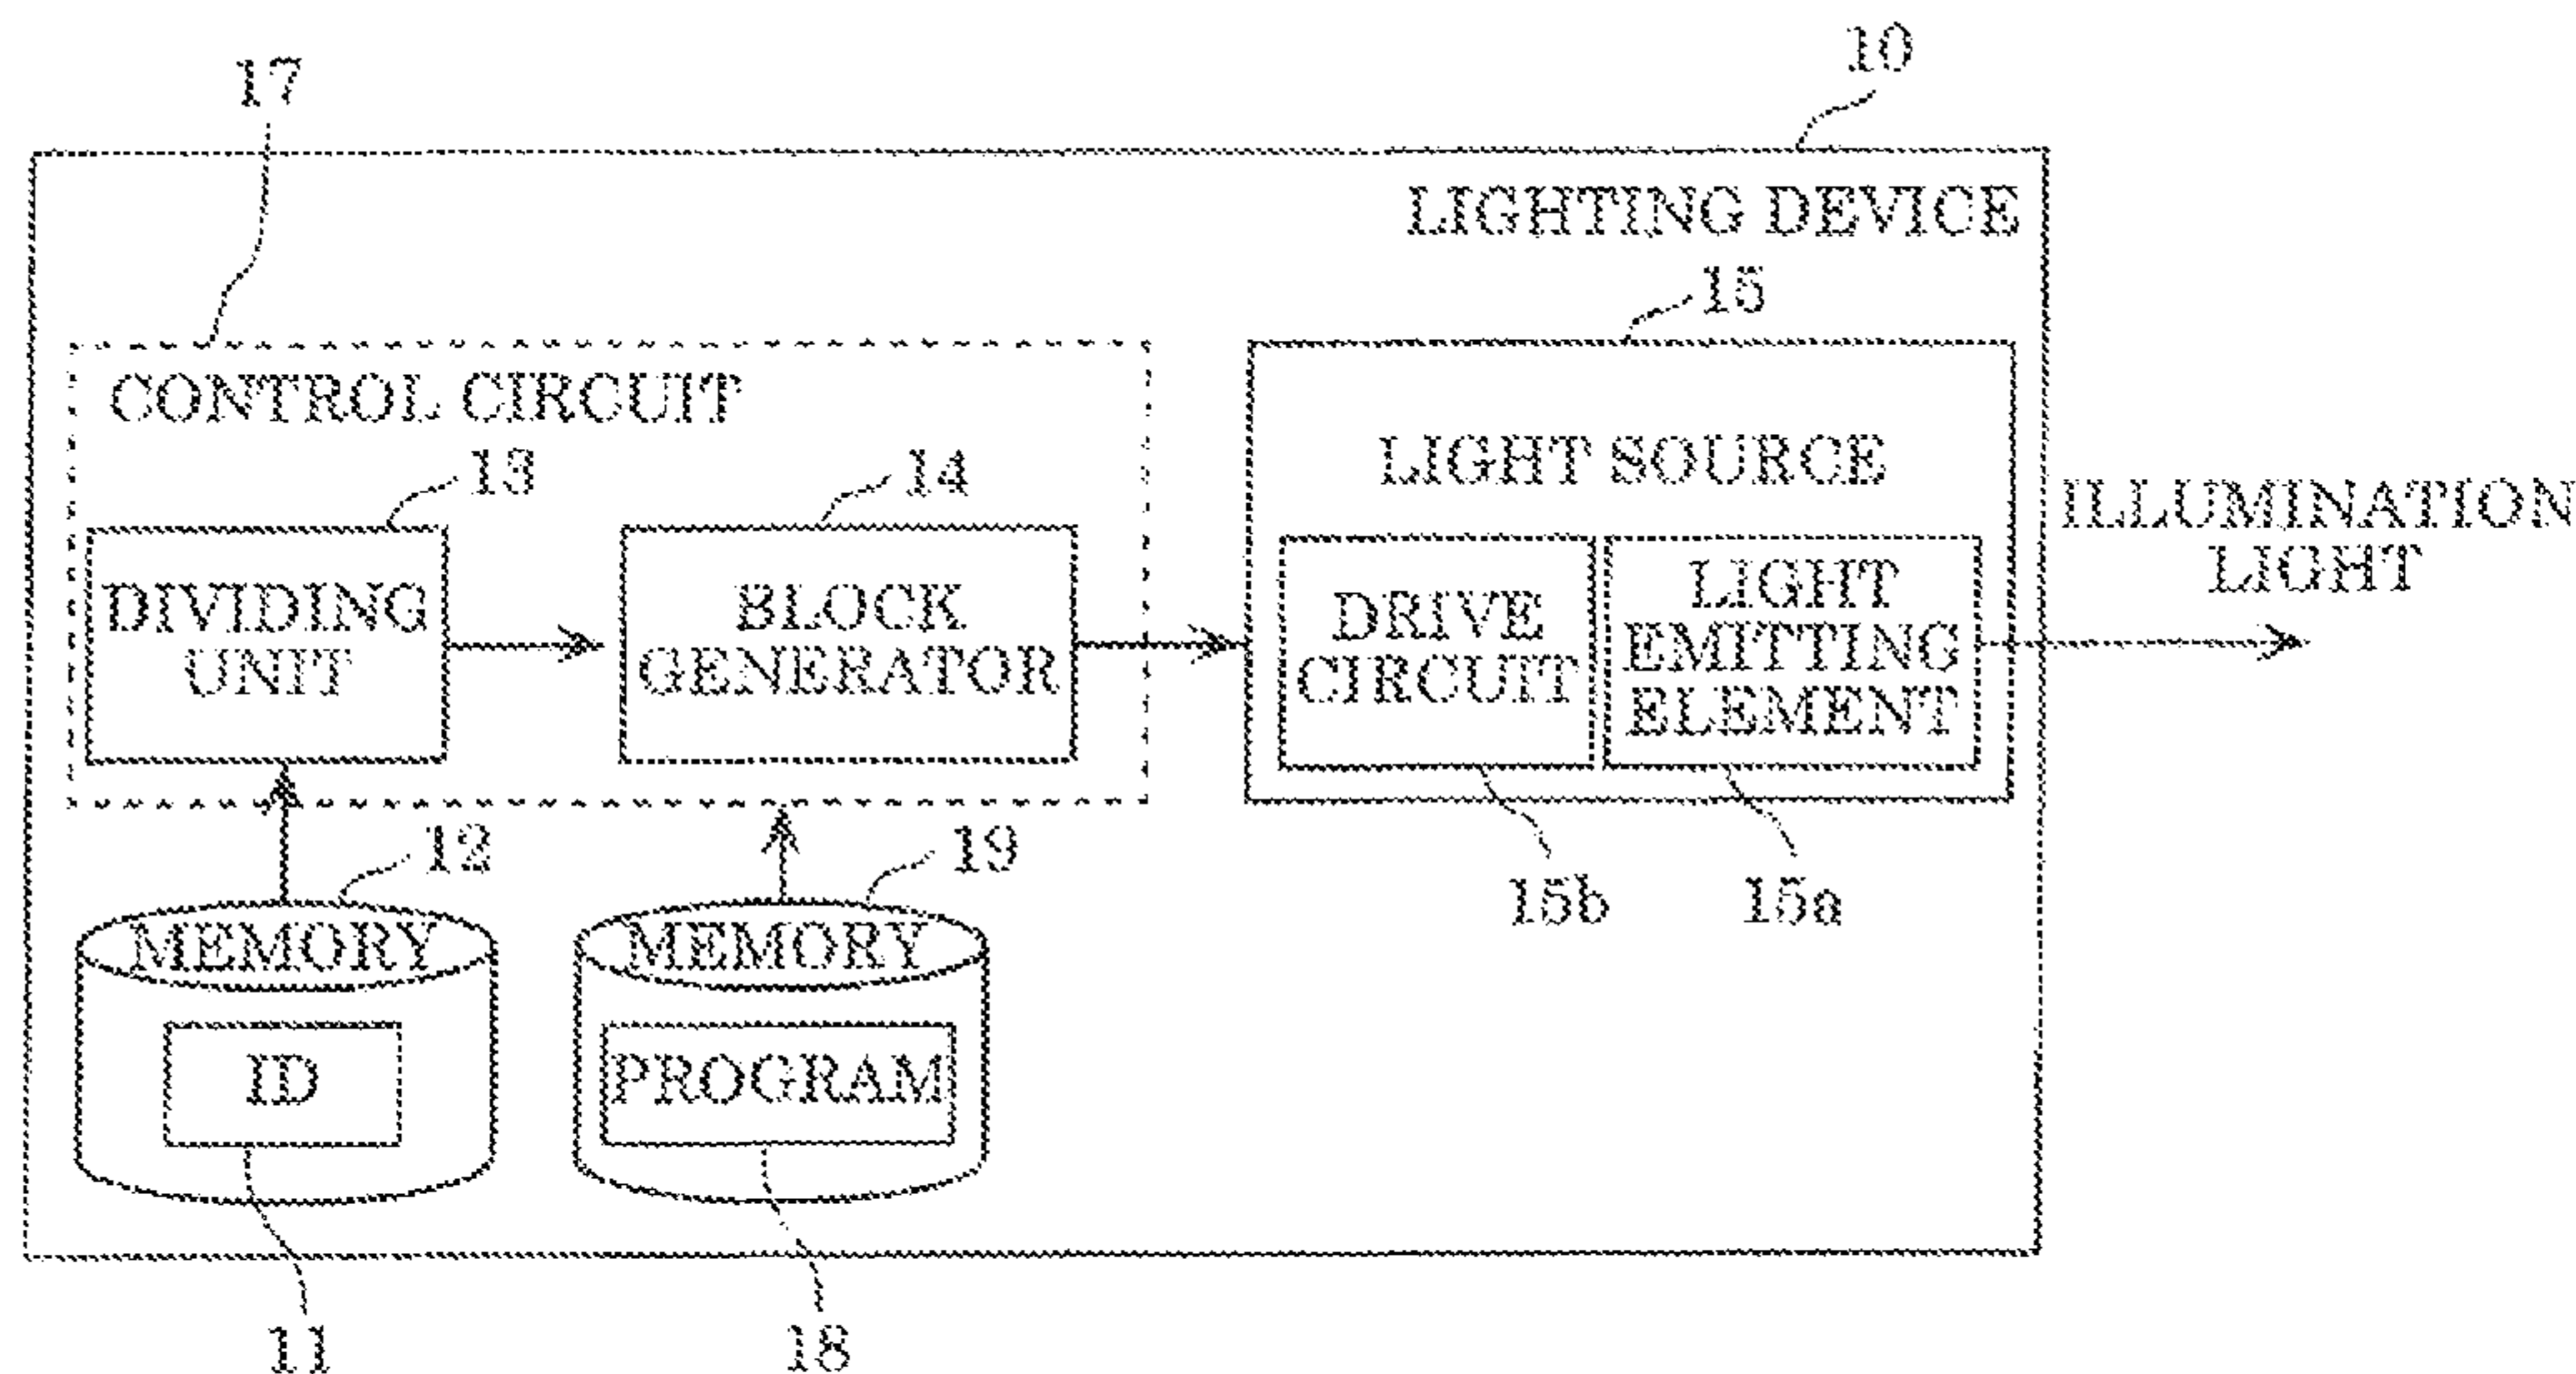 10
17
LIGHTING DEVICE
15
CONTROL CIRCUIT
LIGHT SOURCE
13
14
ILLUMINATION
LIGHT
DIVIDING
UNIT
BLOCK
GENERATOR
DRIVE
CIRCUIT
LIGHT
EMITTING
ELEMENT
12
19
15b
15a
MEMORY
MEMORY
ID
PROGRAM
11
18